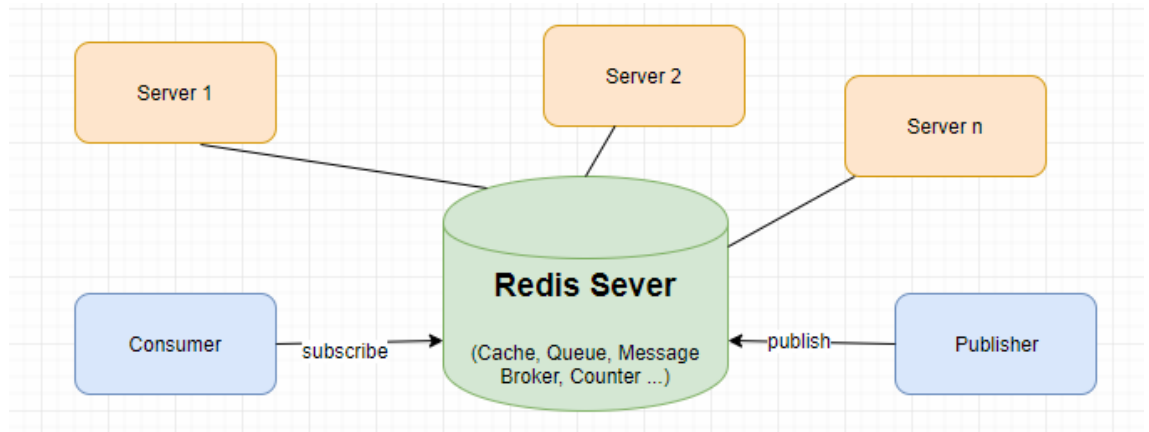 Server 1
Server 2
Server n
Redis Sever
(Cache, Queue, Message
Broker, Counter ...)
Consumer
subscribe
publish
Publisher